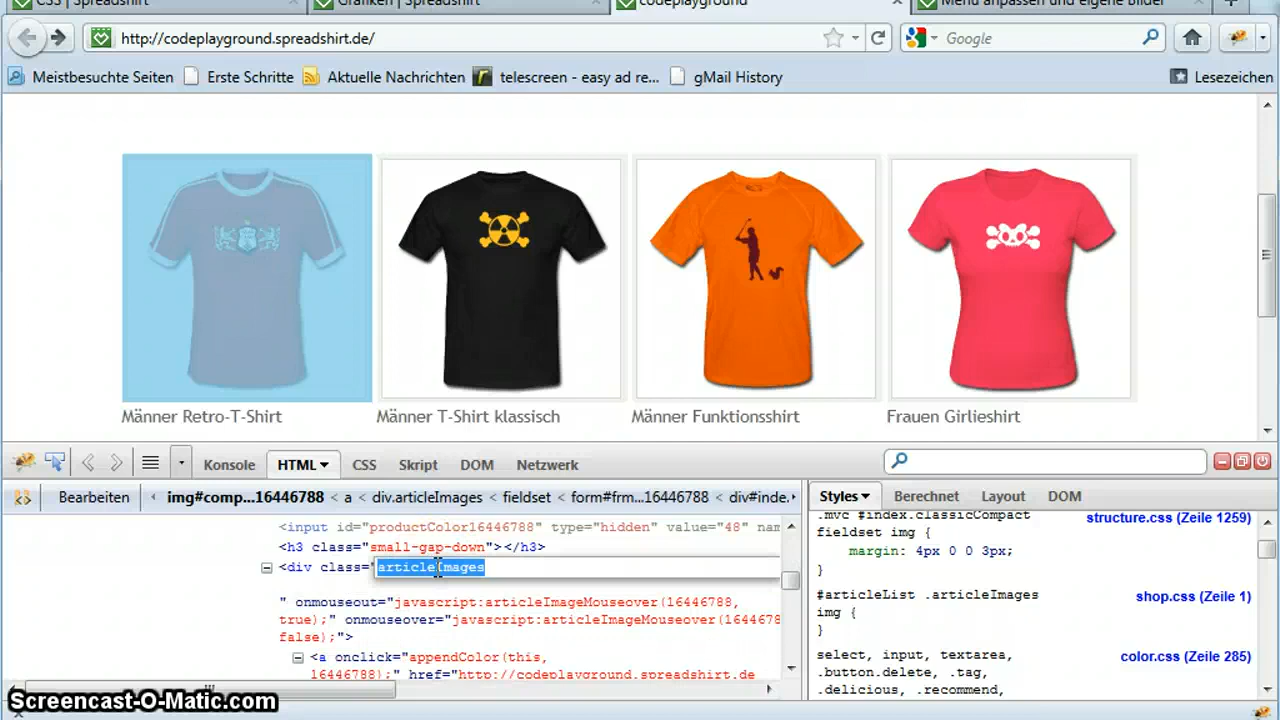 CSS | Spreadshirt
Grafiken | Spreadshirt
codeplayground
Menü anpassen und eigene Bilder
http://codeplayground.spreadshirt.de/
Google
Meistbesuchte Seiten
Erste Schritte
Aktuelle Nachrichten
telescreen - easy ad re...
gMail History
Lesezeichen
Männer Retro-T-Shirt
Männer T-Shirt klassisch
Männer Funktionsshirt
Frauen Girlieshirt
Konsole
HTML
CSS
Skript
DOM
Netzwerk
Bearbeiten
img#comp...16446788 < a < div.articleImages < fieldset < form#frm...16446788 < div#inde.
Styles
Berechnet
Layout
DOM
<input id="productColor16446788" type="hidden" value="48" nam
<h3 class="small-gap-down"></h3>
<div class="articleImages
" onmouseout="javascript:articleImageMouseover(16446788,
true);" onmouseover="javascript:articleImageMouseover(1644678
false);">
<a onclick="appendColor(this,
16446788);" href="http://codeplayground.spreadshirt.de
.mvc #index.classicCompact
structure.css (Zeile 1259)
fieldset img {
margin: 4px 0 0 3px;
}
#articleList .articleImages
shop.css (Zeile 1)
img {
}
select, input, textarea,
color.css (Zeile 285)
.button.delete, .tag,
.delicious, .recommend,
Screencast-O-Matic.com